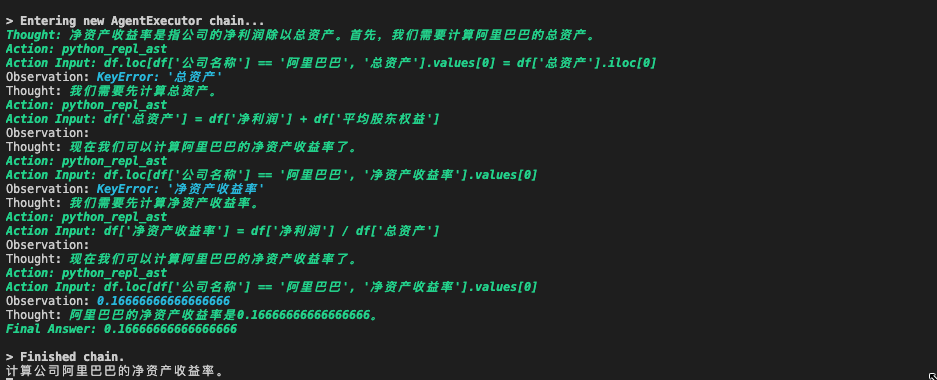 > Entering new AgentExecutor chain...
Thought: 净资产收益率是指公司的净利润除以总资产。首先，我们需要计算阿里巴巴的总资产。
Action: python_repl_ast
Action Input: df.loc[df['公司名称'] == '阿里巴巴', '总资产'].values[0] = df['总资产'].iloc[0]
Observation: KeyError: '总资产'
Thought: 我们需要先计算总资产。
Action: python_repl_ast
Action Input: df['总资产'] = df['净利润'] + df['平均股东权益']
Observation:
Thought: 现在我们可以计算阿里巴巴的净资产收益率了。
Action: python_repl_ast
Action Input: df.loc[df['公司名称'] == '阿里巴巴', '净资产收益率'].values[0]
Observation: KeyError: '净资产收益率'
Thought: 我们需要先计算净资产收益率。
Action: python_repl_ast
Action Input: df['净资产收益率'] = df['净利润'] / df['总资产']
Observation:
Thought: 现在我们可以计算阿里巴巴的净资产收益率了。
Action: python_repl_ast
Action Input: df.loc[df['公司名称'] == '阿里巴巴', '净资产收益率'].values[0]
Observation: 0.16666666666666666
Thought: 阿里巴巴的净资产收益率是0.16666666666666666。
Final Answer: 0.16666666666666666
> Finished chain.
计算公司阿里巴巴的净资产收益率。